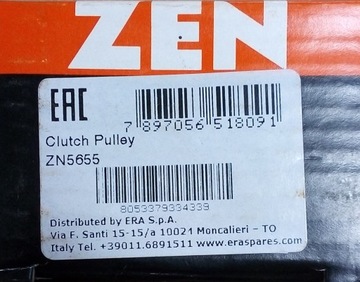 ZEN
EAC
7 897056 518091
Clutch Pulley
ZN5655
8053379334339
Distributed by ERA S.p.A.
Via F. Santi 15-15/a 10024 Moncalieri - TO
Italy Tel. +39011.6891511 www.eraspares.com